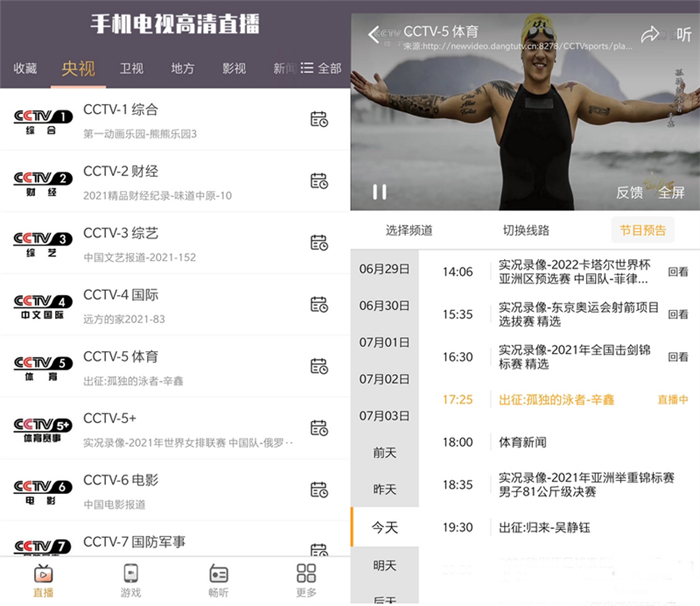 手机电视高清直播
收藏 央视 卫视 地方 影视 新闻 全部
CCTV 1 综合
CCTV-1 综合
第一动画乐园-熊熊乐园3
CCTV 2 财经
CCTV-2 财经
2021精品财经纪录-味道中原-10
CCTV 3 综艺
CCTV-3 综艺
中国文艺报道-2021-152
CCTV 4 中文国际
CCTV-4 国际
远方的家2021-83
CCTV 5 体育
CCTV-5 体育
出征:孤独的泳者-辛鑫
CCTV 5+ 体育赛事
CCTV-5+
实况录像-2021年世界女排联赛 中国队-俄罗··
CCTV 6 电影
CCTV-6 电影
中国电影报道
CCTV 7
CCTV-7 国防军事
直播 游戏 畅听 更多
CCTV-5 体育
来源:http://newvideo.dangtutv.cn:8278/CCTVsports/pla...
听
反馈 全屏
选择频道 切换线路 节目预告
06月29日
06月30日
07月01日
07月02日
07月03日
前天
昨天
今天
明天
后天
14:06 实况录像-2022卡塔尔世界杯
亚洲区预选赛 中国队-菲律... 回看
15:35 实况录像-东京奥运会射箭项目
选拔赛 精选 回看
16:30 实况录像-2021年全国击剑锦
标赛 精选 回看
17:25 出征:孤独的泳者-辛鑫 直播中
18:00 体育新闻
18:35 实况录像-2021年亚洲举重锦标赛
男子81公斤级决赛
19:30 出征:归来-吴静钰